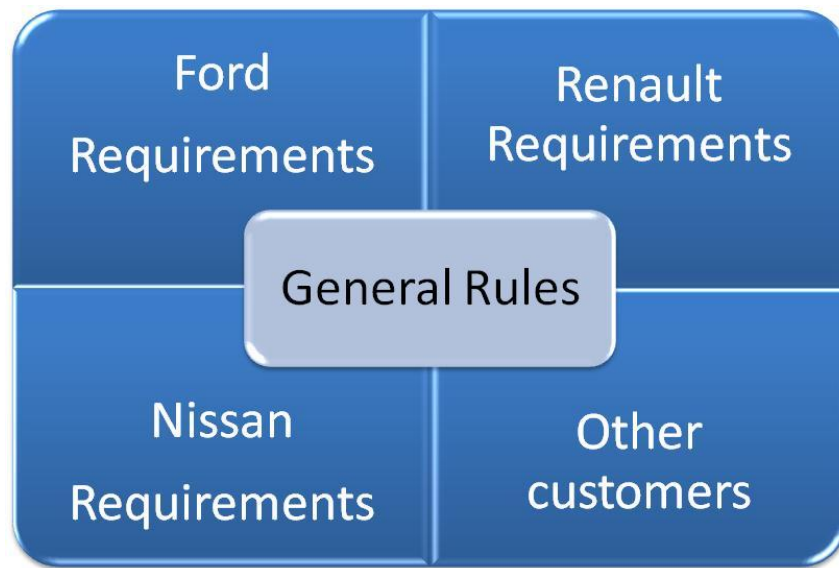 Ford
Requirements
Renault
Requirements
General Rules
Nissan
Requirements
Other
customers